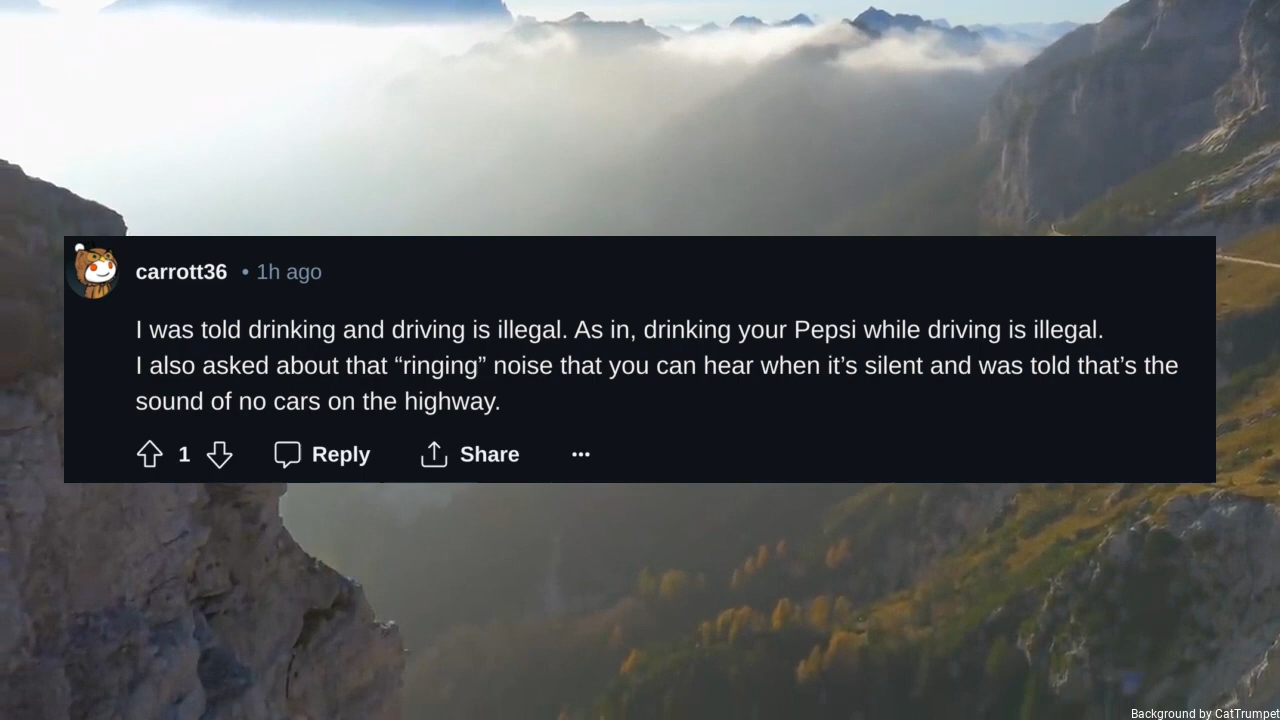 carrott36 • 1h ago
I was told drinking and driving is illegal. As in, drinking your Pepsi while driving is illegal.
I also asked about that “ringing” noise that you can hear when it’s silent and was told that’s the
sound of no cars on the highway.
1 Reply Share ···
Background by CatTrumpet